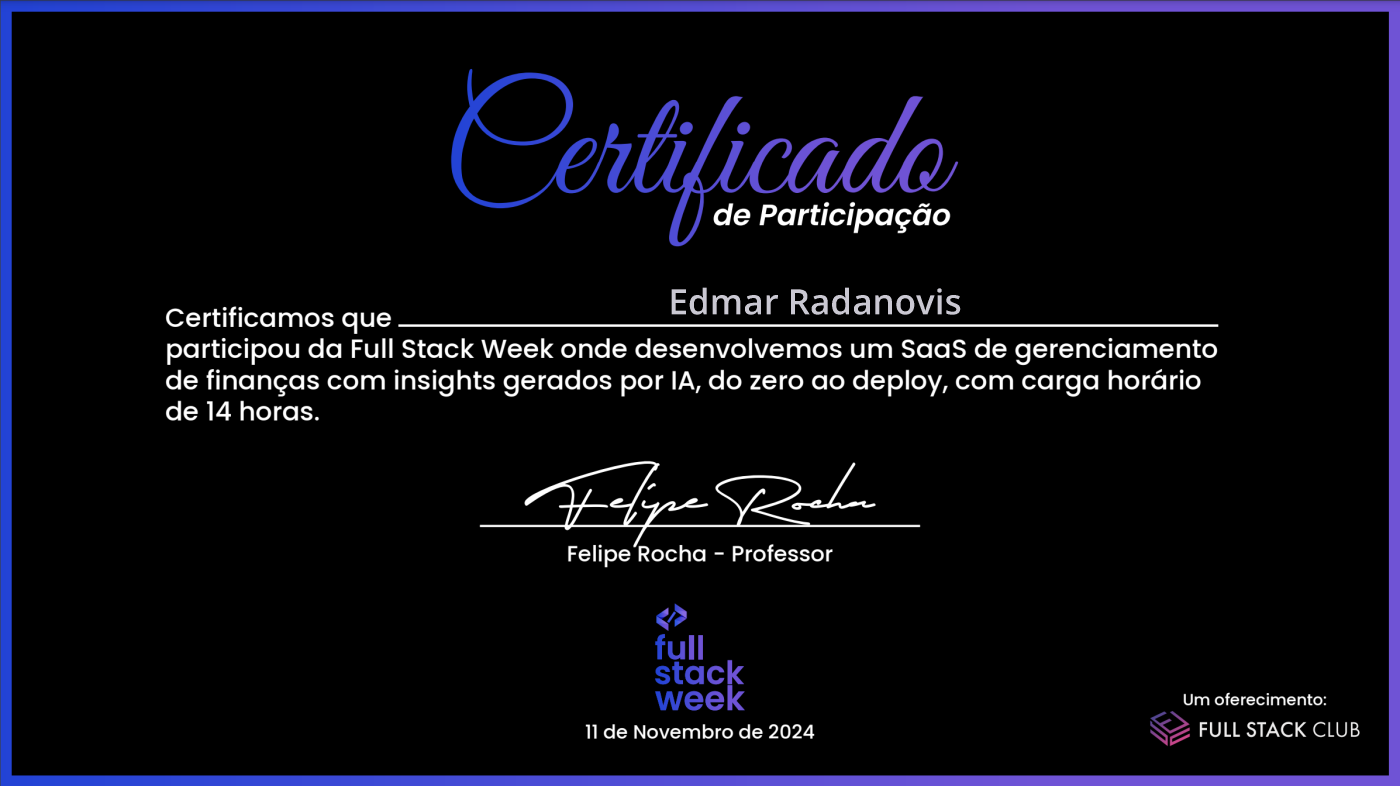 Certificado
de Participação
Edmar Radanovis
Certificamos que
participou da Full Stack Week onde desenvolvemos um SaaS de gerenciamento
de finanças com insights gerados por IA, do zero ao deploy, com carga horário
de 14 horas.
Felipe Rocha
Felipe Rocha - Professor
full
stack
week
11 de Novembro de 2024
Um oferecimento:
FULL STACK CLUB